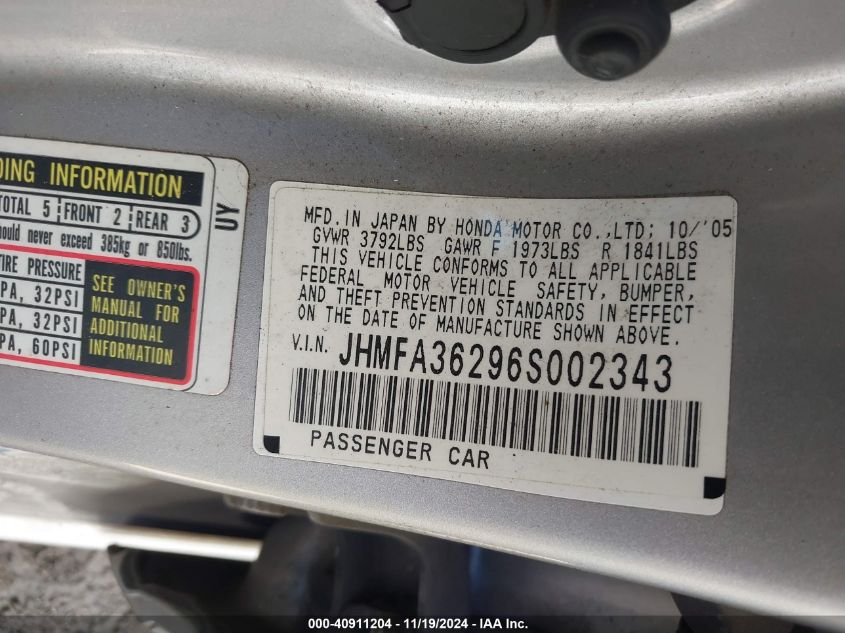 DING INFORMATION
TOTAL 5 FRONT 2 REAR 3
hould never exceed 385kg or 850lbs.
TIRE PRESSURE
PA, 32PSI
PA, 32PSI
PA, 60PSI
SEE OWNER'S
MANUAL FOR
ADDITIONAL
INFORMATION
UY
MFD. IN JAPAN BY HONDA MOTOR CO.,LTD; 10/'05
GVWR 3792LBS GAWR F 1973LBS R 1841LBS
THIS VEHICLE CONFORMS TO ALL APPLICABLE
FEDERAL MOTOR VEHICLE SAFETY, BUMPER,
AND THEFT PREVENTION STANDARDS IN EFFECT
ON THE DATE OF MANUFACTURE SHOWN ABOVE.
V.I.N. JHMFA36296S002343
PASSENGER CAR
000-40911204 - 11/19/2024 - IAA Inc.